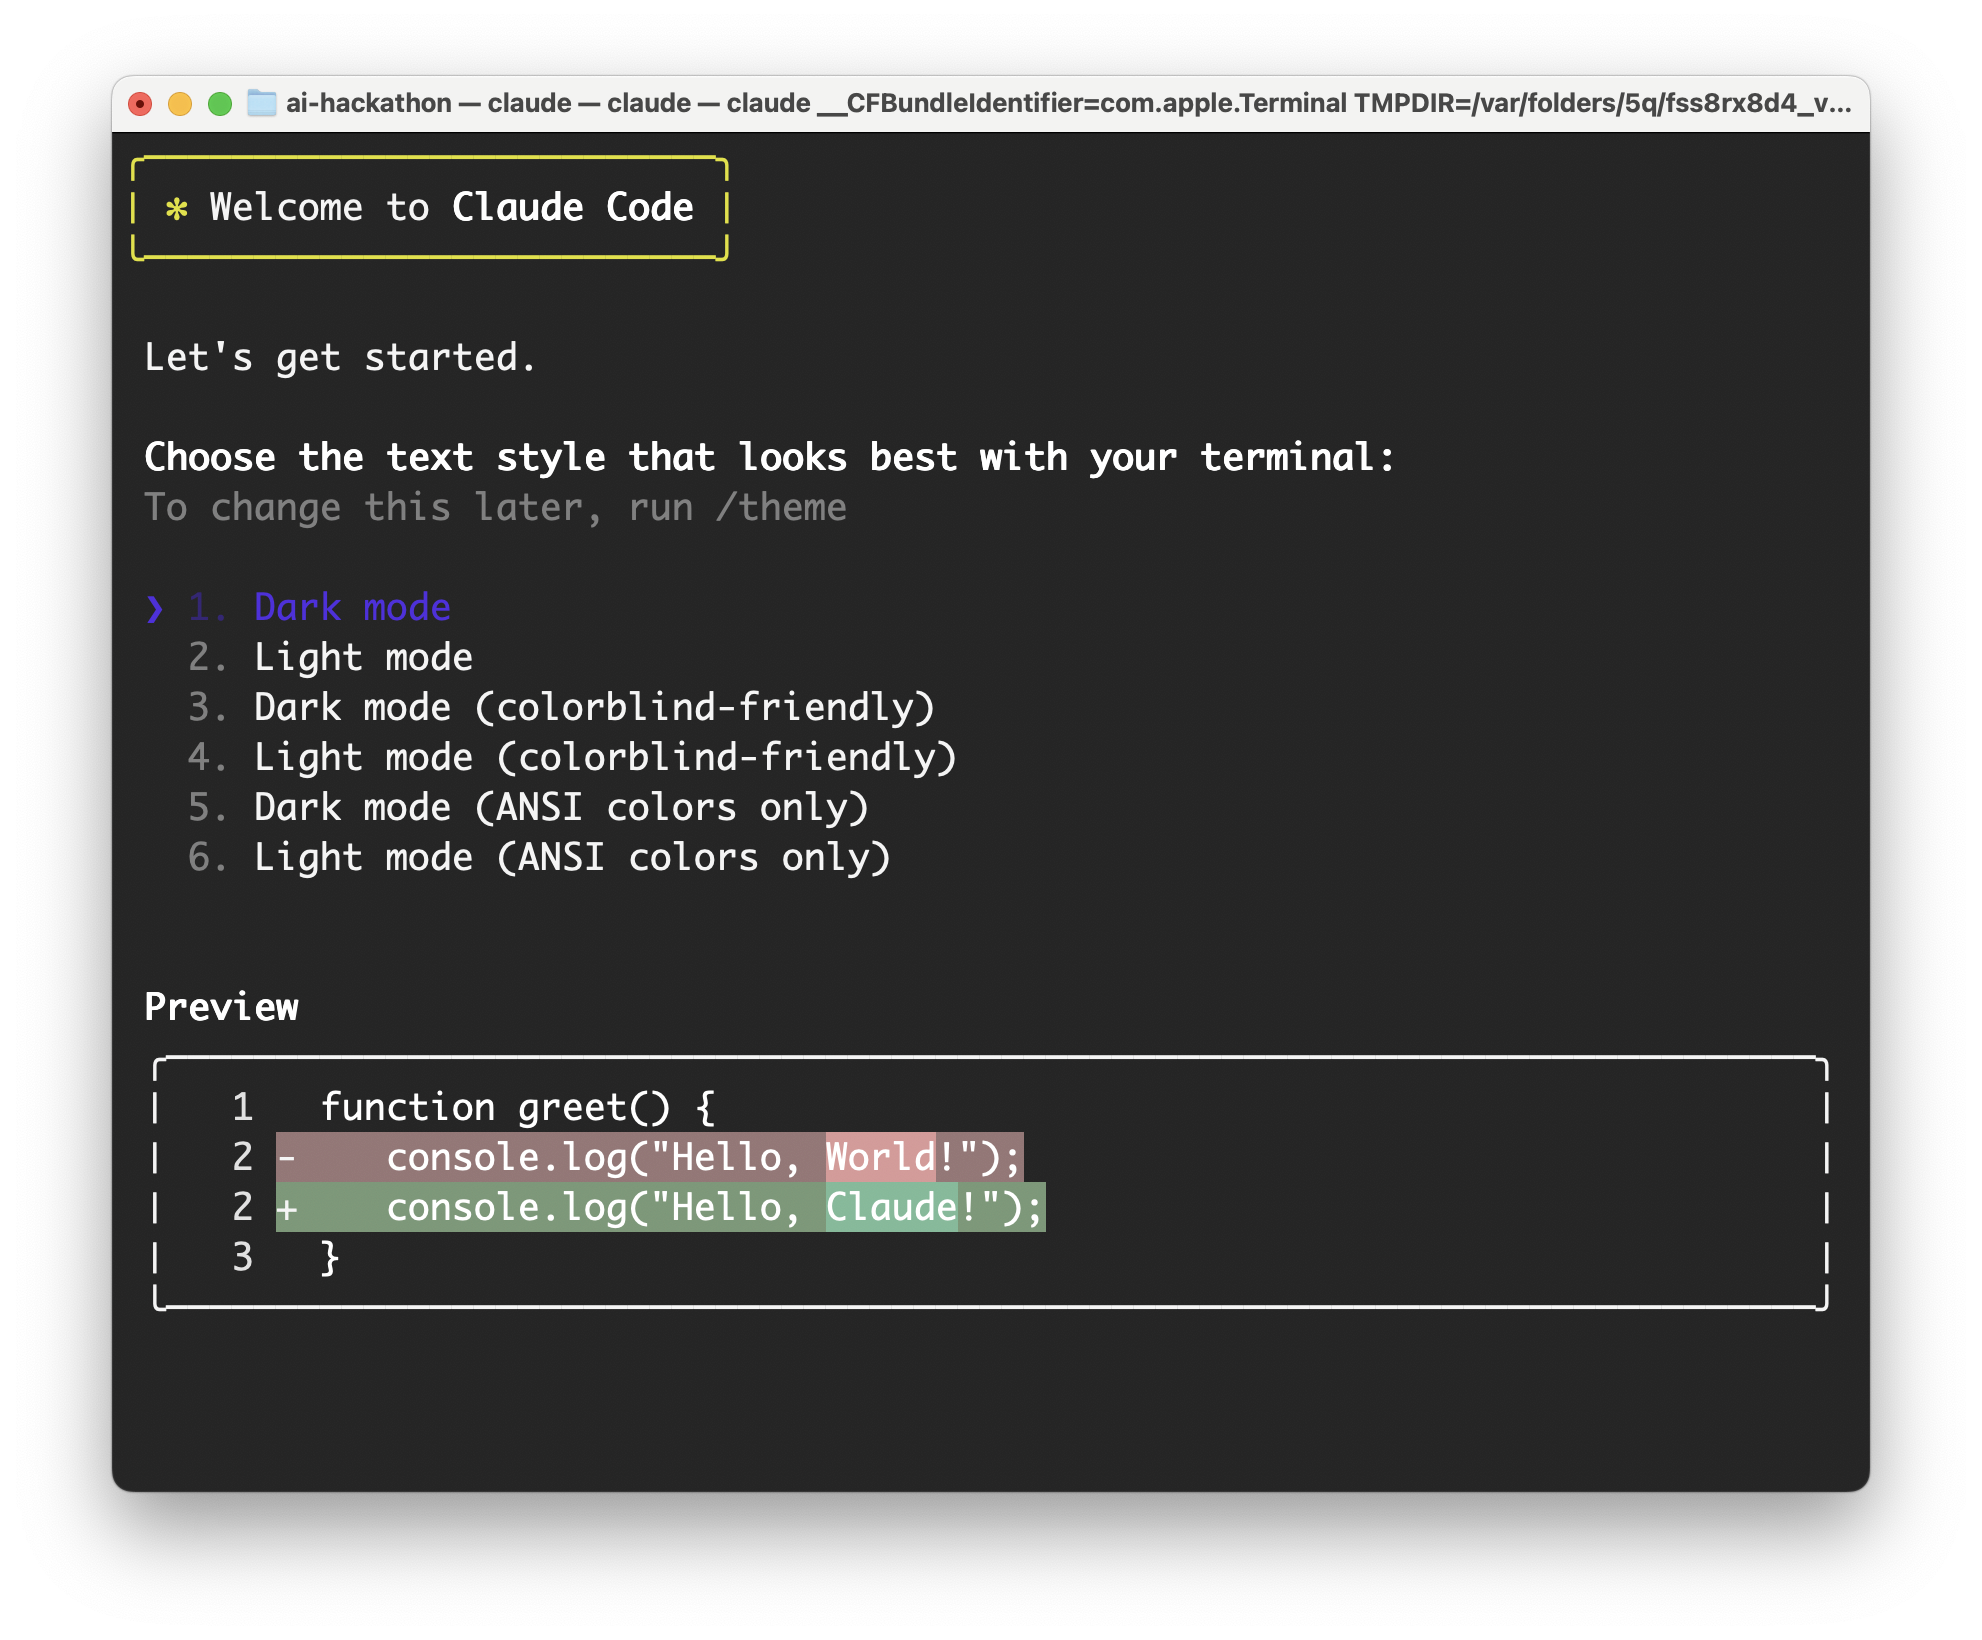 ai-hackathon — claude — claude — claude __CFBundleIdentifier=com.apple.Terminal TMPDIR=/var/folders/5q/fss8rx8d4_v...
✻ Welcome to Claude Code
Let's get started.
Choose the text style that looks best with your terminal:
To change this later, run /theme
❯ 1. Dark mode
2. Light mode
3. Dark mode (colorblind-friendly)
4. Light mode (colorblind-friendly)
5. Dark mode (ANSI colors only)
6. Light mode (ANSI colors only)
Preview
1 function greet() {
2 - console.log("Hello, World!");
2 + console.log("Hello, Claude!");
3 }